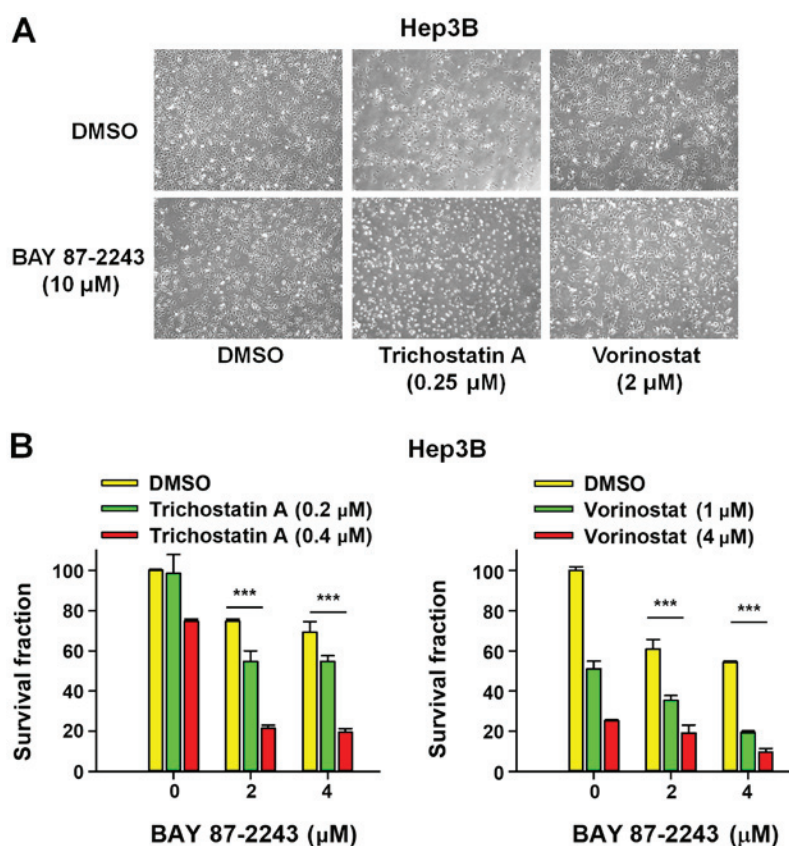 A
Hep3B
DMSO
BAY 87-2243
(10 µM)
DMSO
Trichostatin A
(0.25 µM)
Vorinostat
(2 µM)
B
Hep3B
DMSO
Trichostatin A (0.2 µM)
Trichostatin A (0.4 µM)
Survival fraction
100
80
60
40
20
0
***
***
0
2
4
BAY 87-2243 (µM)
DMSO
Vorinostat (1 µM)
Vorinostat (4 µM)
Survival fraction
100
80
60
40
20
0
***
***
0
2
4
BAY 87-2243 (µM)